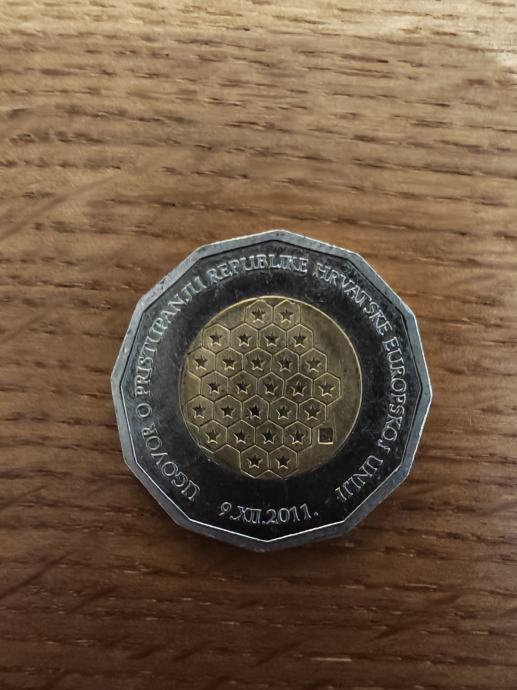 UGOVOR O PRISTUPANJU REPUBLIKE HRVATSKE EUROPSKOJ UNIJI
9.XII.2011.